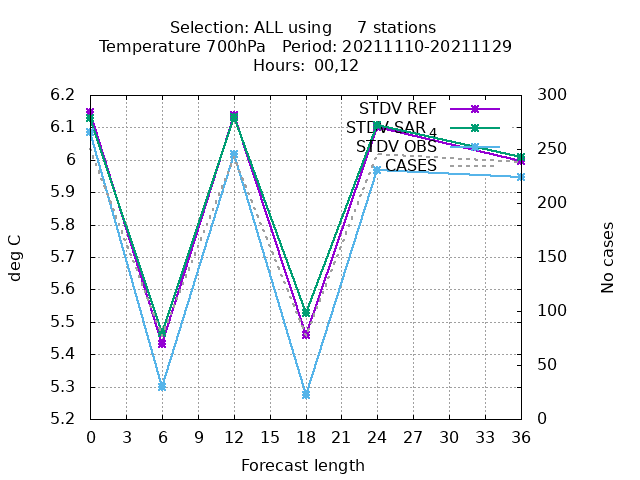 Selection: ALL using 7 stations
Temperature 700hPa Period: 20211110-20211129
Hours: 00,12
STDV REF
STDV SAR4
STDV OBS
CASES
6.2
6.1
6
5.9
5.8
5.7
5.6
5.5
5.4
5.3
5.2
300
250
200
150
100
50
0
deg C
No cases
0 3 6 9 12 15 18 21 24 27 30 33 36
Forecast length